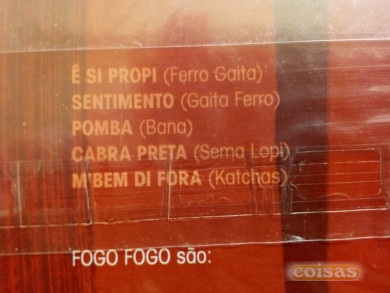 Ê SI PROPI (Ferro Gaita)
SENTIMENTO (Gaita Ferro)
POMBA (Bana)
CABRA PRETA (Sema Lopi)
M'BEM DI FORA (Katchas)
FOGO FOGO são:
coisas